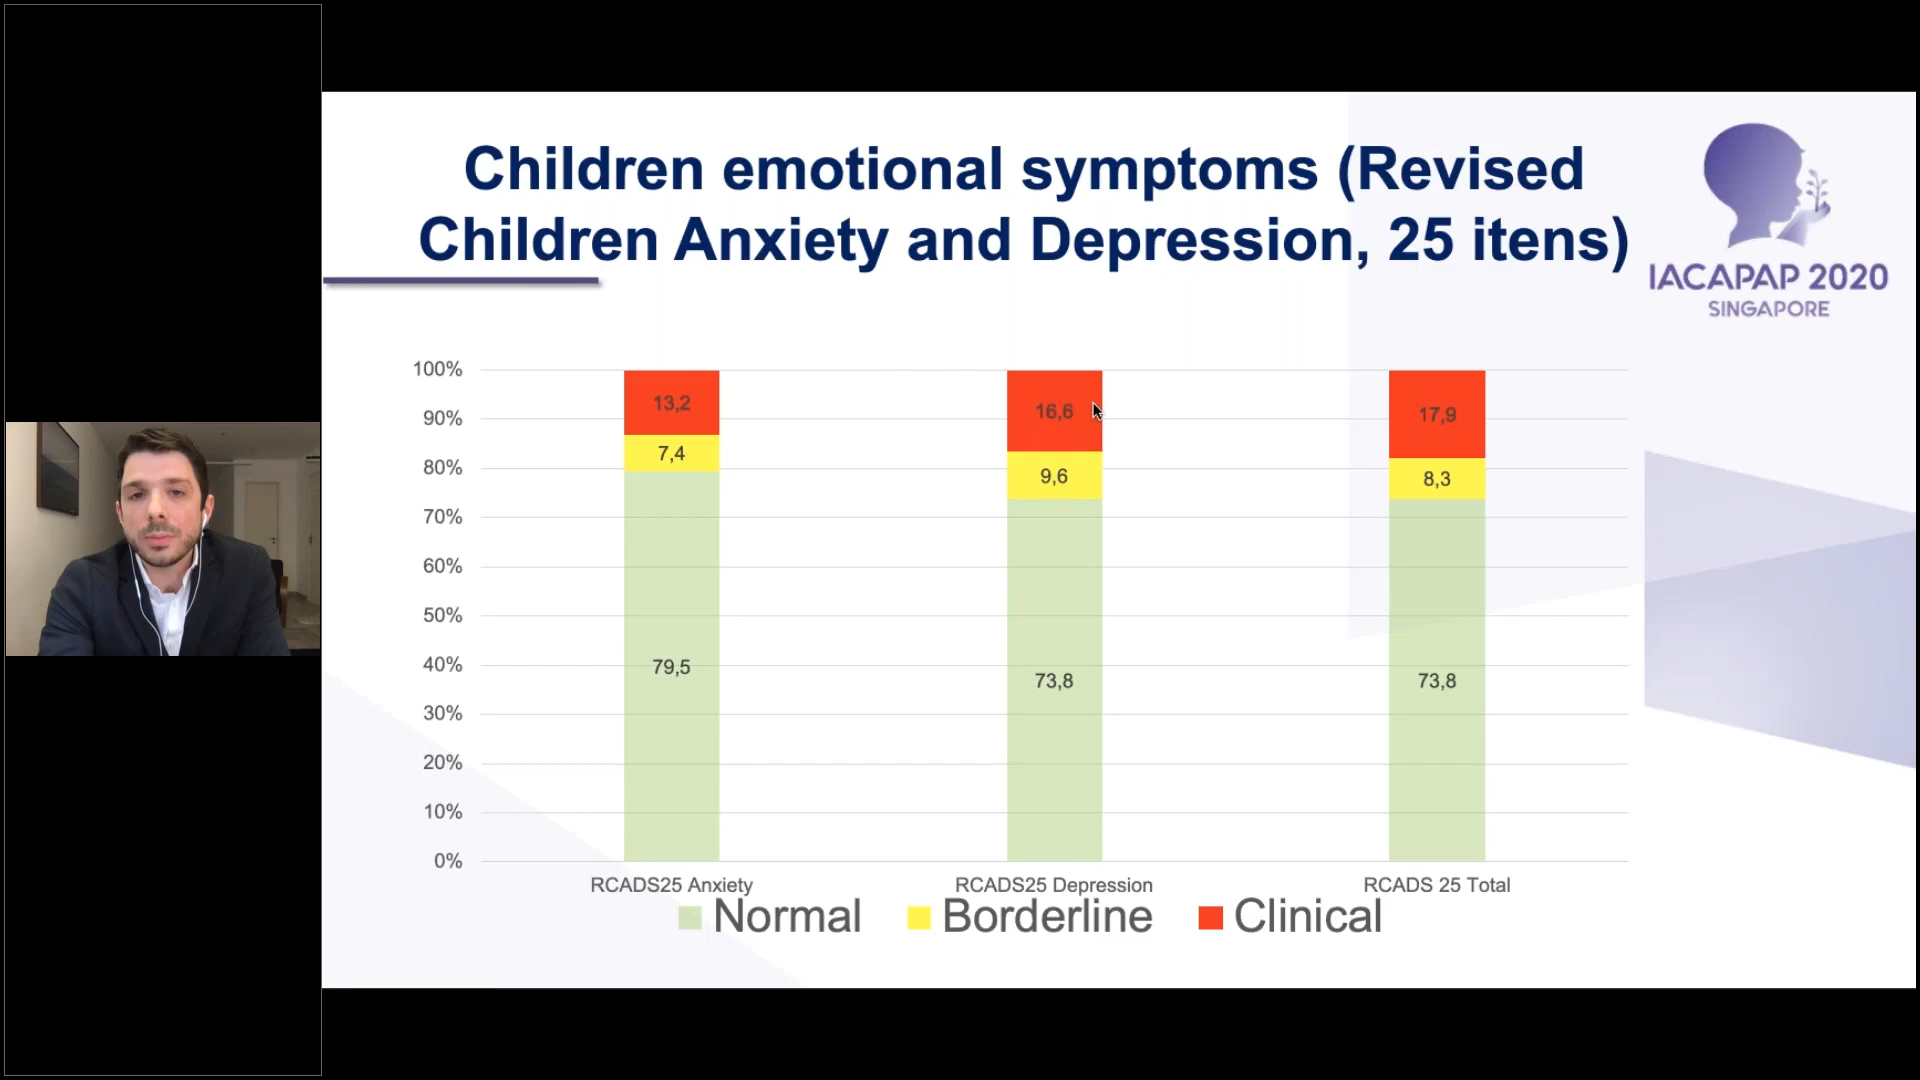 Children emotional symptoms (Revised
Children Anxiety and Depression, 25 itens)
IACAPAP 2020
SINGAPORE
100%
90%
80%
70%
60%
50%
40%
30%
20%
10%
0%
13,2
7,4
79,5
16,6
9,6
73,8
17,9
8,3
73,8
RCADS25 Anxiety
RCADS25 Depression
RCADS 25 Total
Normal
Borderline
Clinical